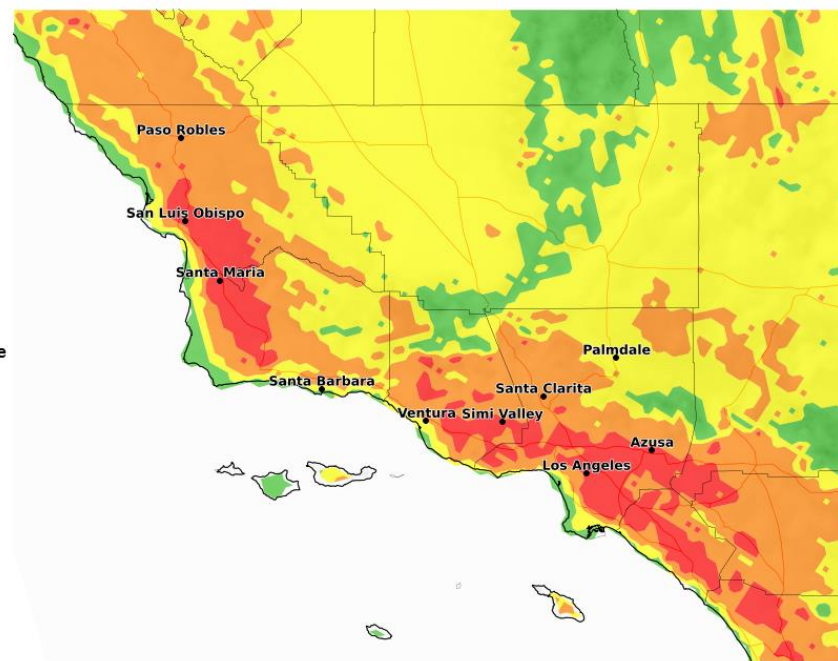 Paso Robles
San Luis Obispo
Santa Maria
e
Palmdale
Santa Barbara
Santa Clarita
Ventura Simi Valley
Azusa
Los Angeles